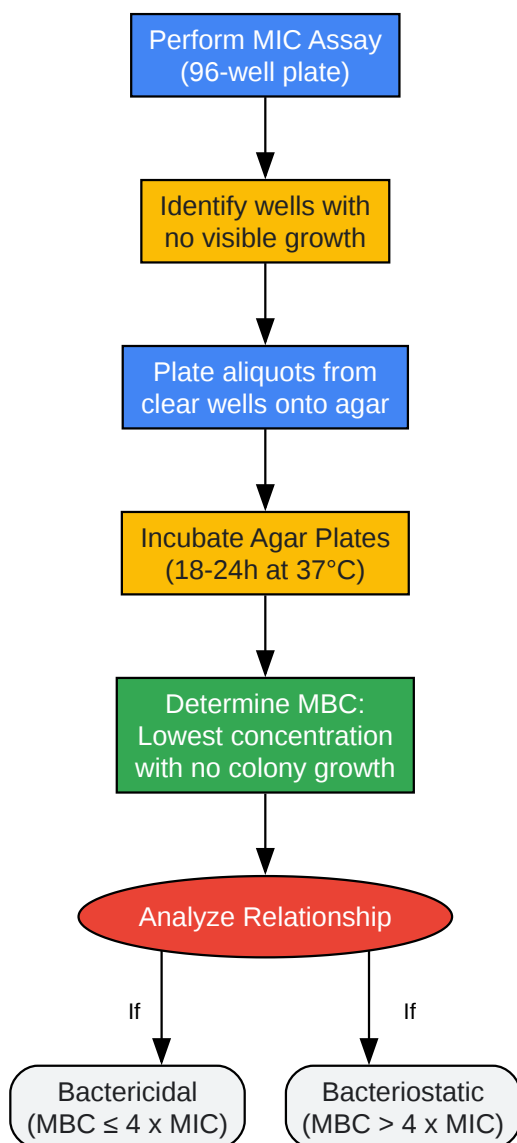 Perform MIC Assay
(96-well plate)
Identify wells with
no visible growth
Plate aliquots from
clear wells onto agar
Incubate Agar Plates
(18-24h at 37°C)
Determine MBC:
Lowest concentration
with no colony growth
Analyze Relationship
If
If
Bactericidal
(MBC ≤ 4 x MIC)
Bacteriostatic
(MBC > 4 x MIC)